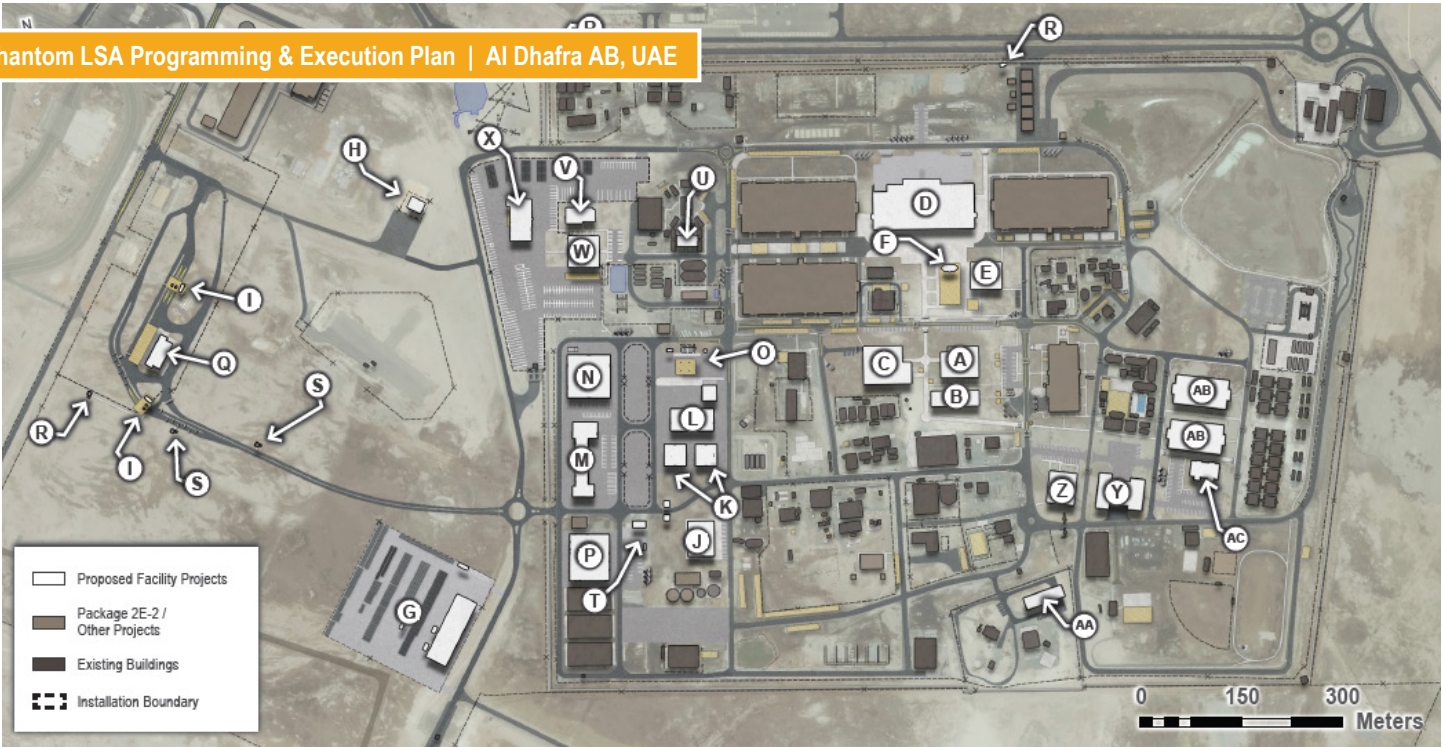 N
hantom LSA Programming & Execution Plan | Al Dhafra AB, UAE
R
R
H
X
V
U
D
W
F
E
I
Q
O
N
C
A
S
B
AB
L
R
AB
M
I
S
K
Z
Y
AC
P
J
G
T
AA
Proposed Facility Projects
Package 2E-2 /
Other Projects
Existing Buildings
Installation Boundary
0 150 300
Meters